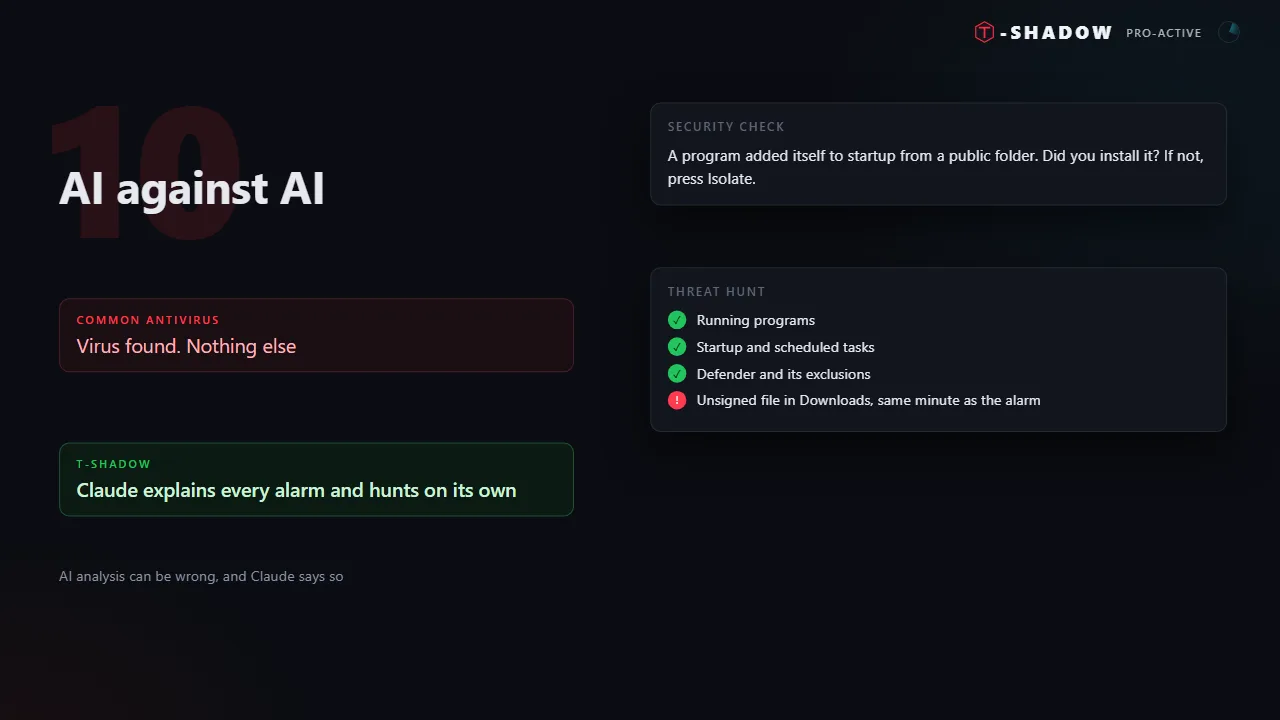 T-SHADOW PRO-ACTIVE
10
AI against AI
COMMON ANTIVIRUS
Virus found. Nothing else
T-SHADOW
Claude explains every alarm and hunts on its own
AI analysis can be wrong, and Claude says so
SECURITY CHECK
A program added itself to startup from a public folder. Did you install it? If not,
press Isolate.
THREAT HUNT
✓ Running programs
✓ Startup and scheduled tasks
✓ Defender and its exclusions
! Unsigned file in Downloads, same minute as the alarm